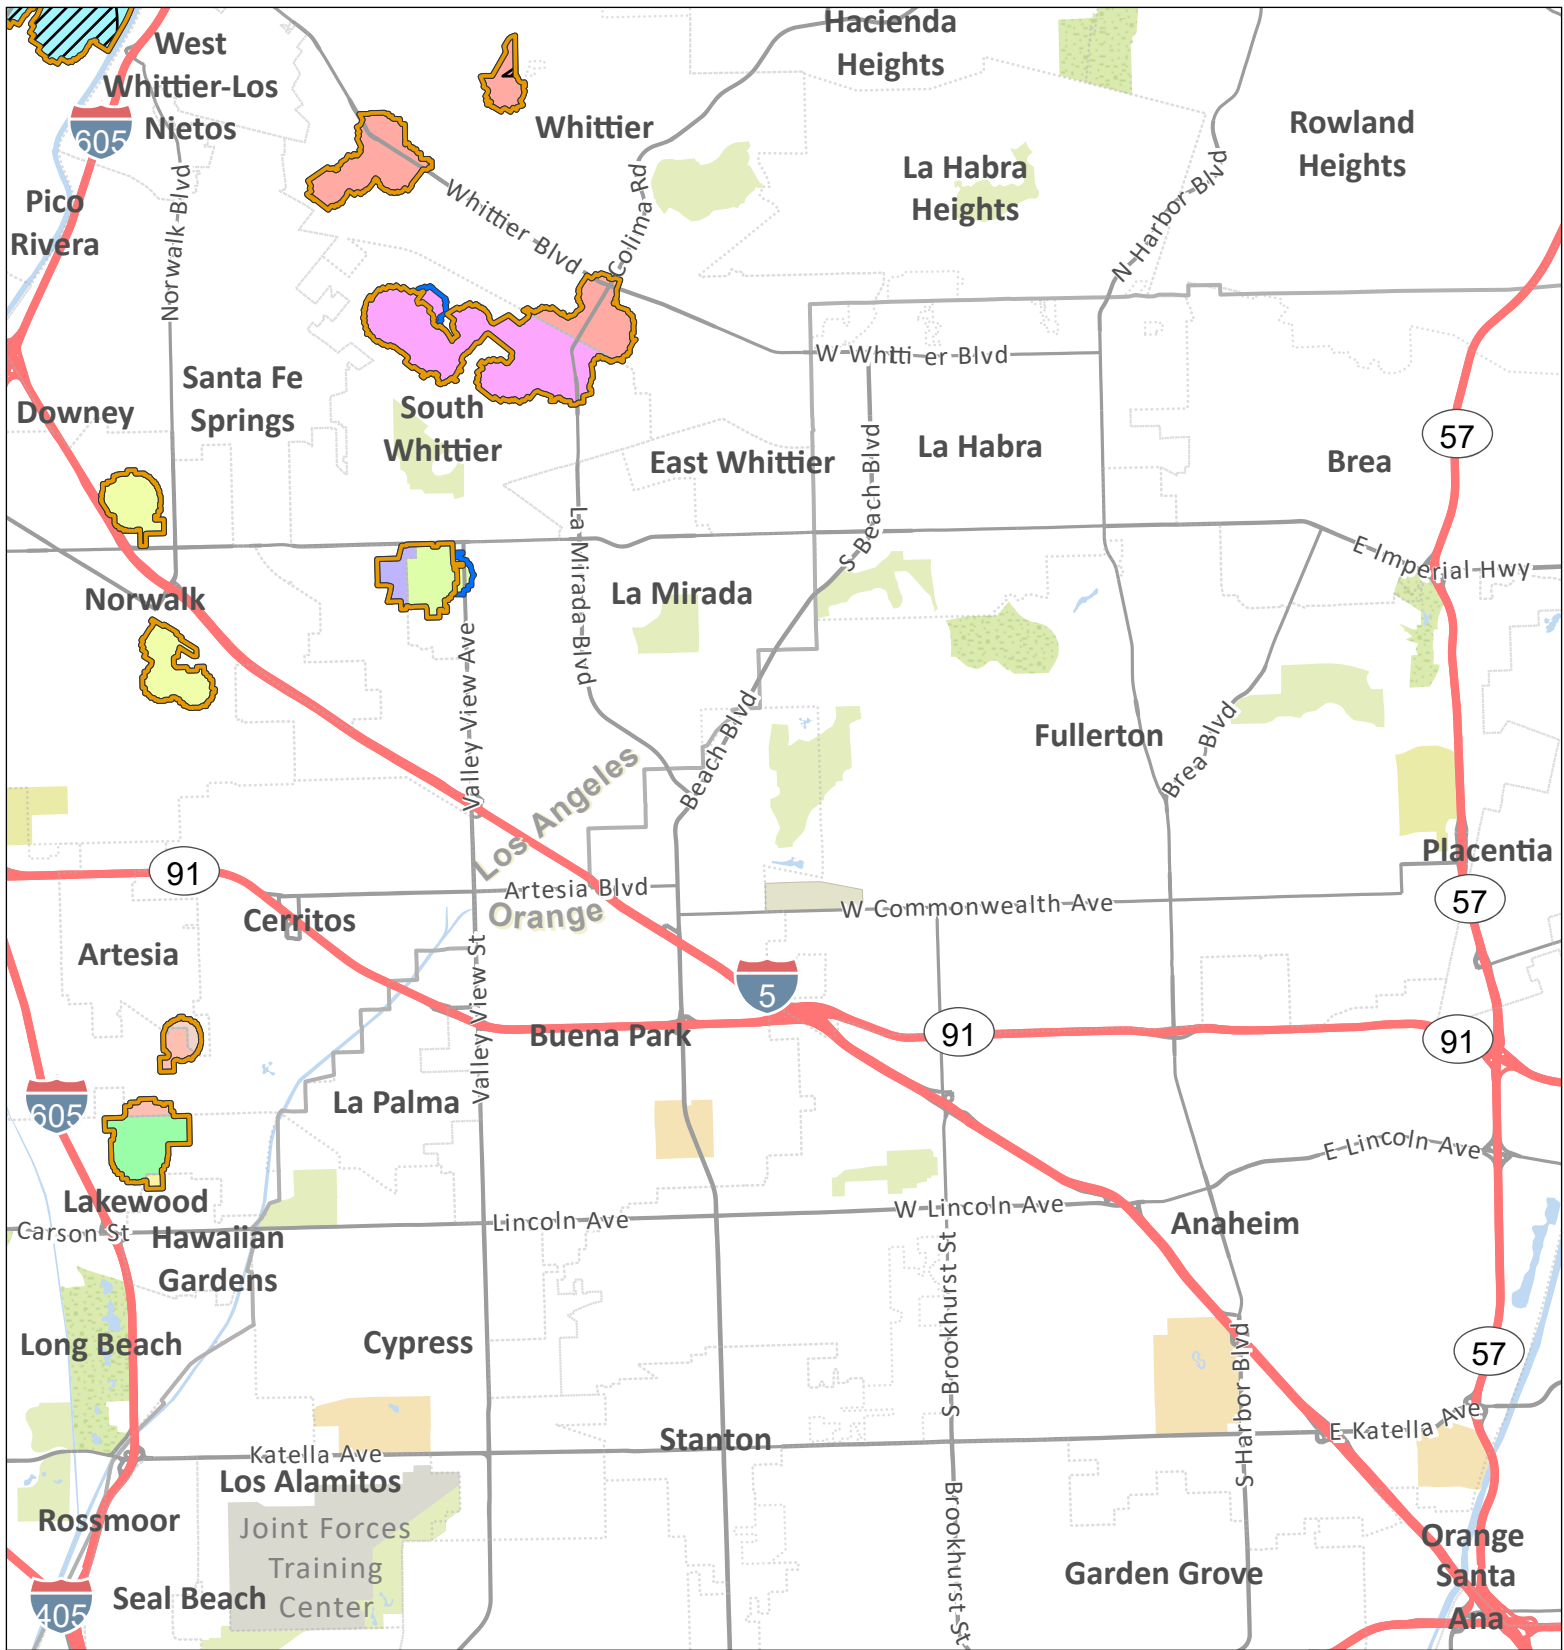 Hacienda
Heights
West
Whittier-Los
Nietos
605
Whittier
Rowland
Heights
La Habra
Heights
Pico
Rivera
Norwalk Blvd
Whittier Blvd
Colima Rd
N Harbor Blvd
W Whittier Blvd
Santa Fe
Springs
Downey
South
Whittier
East Whittier
La Habra
S Beach Blvd
Brea
57
E Imperial Hwy
La Mirada Blvd
Norwalk
La Mirada
Valley View Ave
Beach Blvd
Fullerton
Brea Blvd
Los Angeles
Orange
Placentia
91
Artesia Blvd
W Commonwealth Ave
57
Cerritos
Artesia
Valley View St
5
Buena Park
91
91
605
La Palma
E Lincoln Ave
Lakewood
Carson St
Hawaiian
Gardens
Lincoln Ave
W Lincoln Ave
Anaheim
S Brookhurst St
Long Beach
Cypress
S Harbor Blvd
57
Katella Ave
Stanton
E Katella Ave
Los Alamitos
Brookhurst St
Rossmoor
Joint Forces
Training
Center
Orange
Santa
Ana
Garden Grove
Seal Beach
405